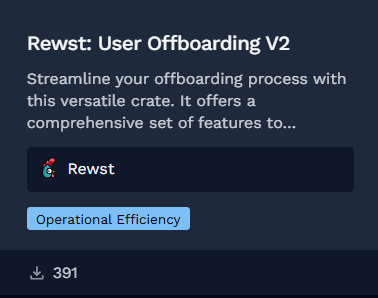 Rewst: User Offboarding V2
Streamline your offboarding process with
this versatile crate. It offers a
comprehensive set of features to...
Rewst
Operational Efficiency
391